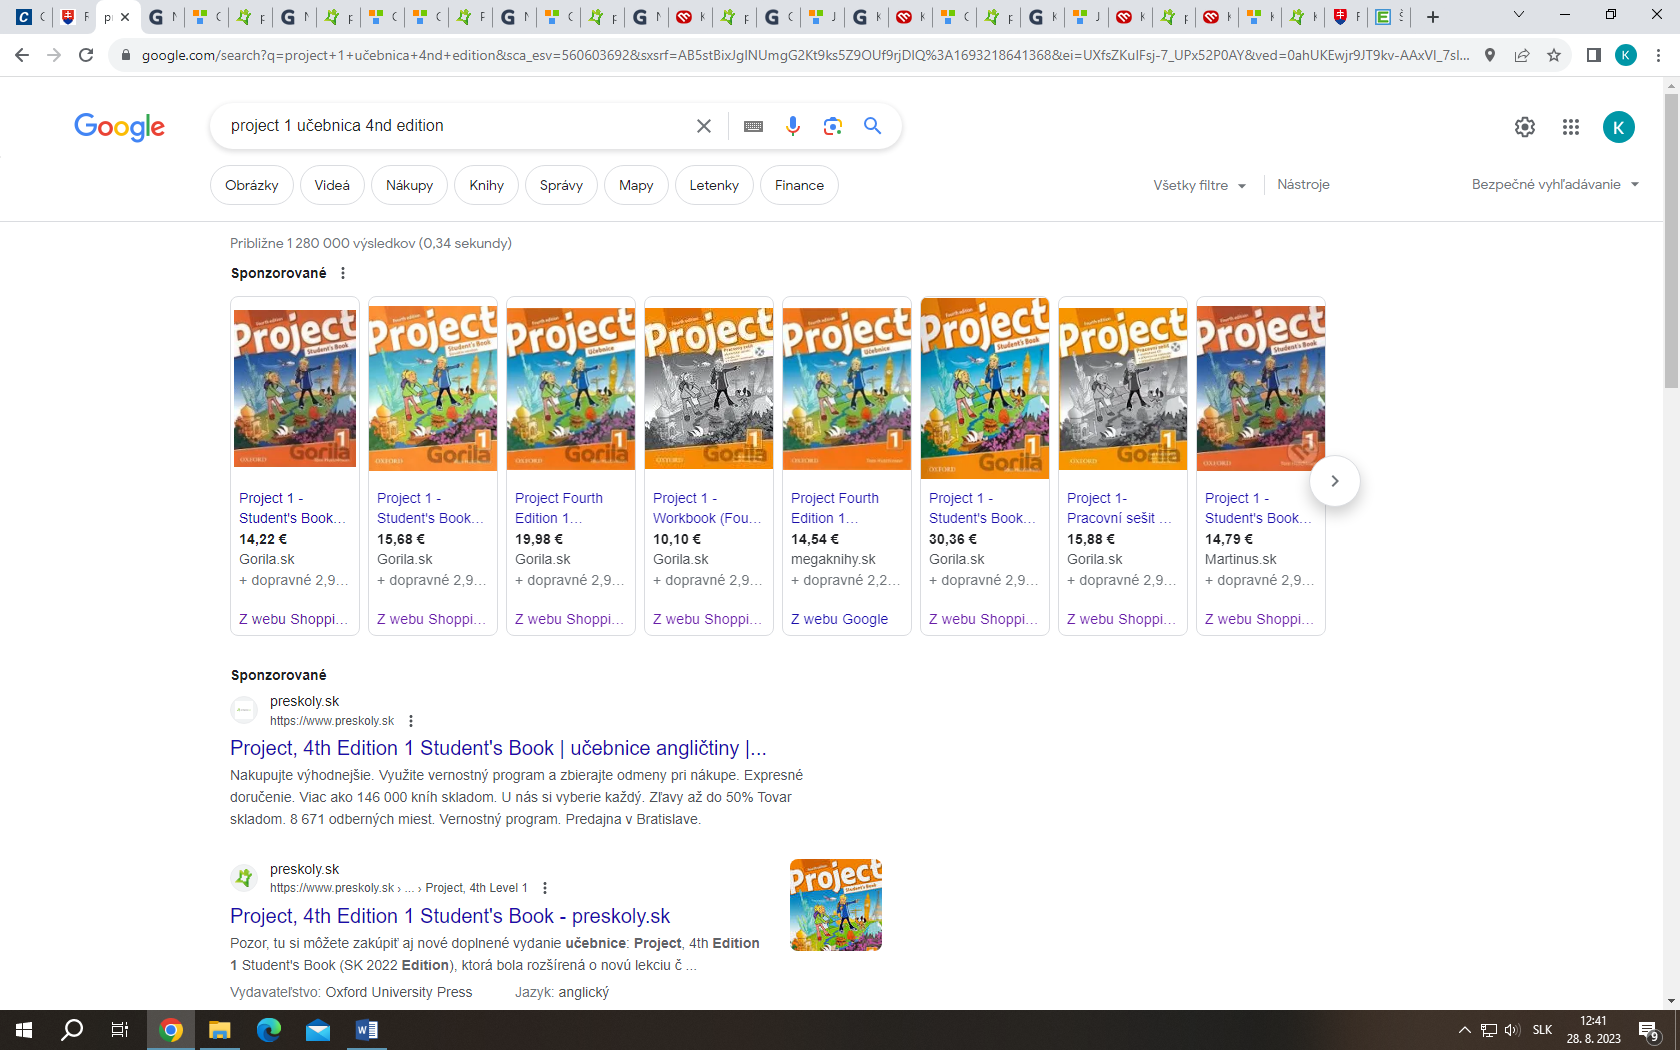 google.com/search?q=project+1+učebnica+4nd+edition&sca_esv=560603692&sxsrf=AB5stBixJglNUmgG2Kt9ks5Z9OUf9rjDlQ%3A1693218641368&ei=UXfsZKulFsj-7_UPx52P0AY&ved=0ahUKEwjr9JT9kv-AAxVl_7sl...
Google
project 1 učebnica 4nd edition
K
Obrázky
Videá
Nákupy
Knihy
Správy
Mapy
Letenky
Finance
Všetky filtre
Nástroje
Bezpečné vyhľadávanie
Približne 1 280 000 výsledkov (0,34 sekundy)
Sponzorované
Project 1 -
Student's Book...
14,22 €
Gorila.sk
+ dopravné 2,9...
Z webu Shoppi...
Project 1 -
Student's Book...
15,68 €
Gorila.sk
+ dopravné 2,9...
Z webu Shoppi...
Project Fourth
Edition 1...
19,98 €
Gorila.sk
+ dopravné 2,9...
Z webu Shoppi...
Project 1 -
Workbook (Fou...
10,10 €
Gorila.sk
+ dopravné 2,9...
Z webu Shoppi...
Project Fourth
Edition 1...
14,54 €
megaknihy.sk
+ dopravné 2,2...
Z webu Google
Project 1 -
Student's Book...
30,36 €
Gorila.sk
+ dopravné 2,9...
Z webu Shoppi...
Project 1-
Pracovní sešit ...
15,88 €
Gorila.sk
+ dopravné 2,9...
Z webu Shoppi...
Project 1 -
Student's Book...
14,79 €
Martinus.sk
+ dopravné 2,9...
Z webu Shoppi...
Sponzorované
preskoly.sk
https://www.preskoly.sk
Project, 4th Edition 1 Student's Book | učebnice angličtiny |...
Nakupujte výhodnejšie. Využite vernostný program a zbierajte odmeny pri nákupe. Expresné
doručenie. Viac ako 146 000 kníh skladom. U nás si vyberie každý. Zľavy až do 50% Tovar
skladom. 8 671 odberných miest. Vernostný program. Predajna v Bratislave.
preskoly.sk
https://www.preskoly.sk › ... › Project, 4th Level 1
Project, 4th Edition 1 Student's Book - preskoly.sk
Pozor, tu si môžete zakúpiť aj nové doplnené vydanie učebnice: Project, 4th Edition
1 Student's Book (SK 2022 Edition), ktorá bola rozšírená o novú lekciu č ...
Vydavateľstvo: Oxford University Press
Jazyk: anglický
SLK
12:41
28. 8. 2023
9